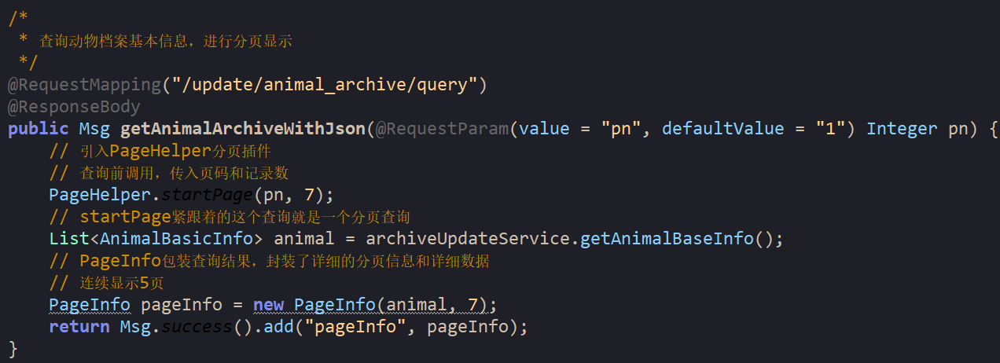 /*
 * 查询动物档案基本信息，进行分页显示
 */
@RequestMapping("/update/animal_archive/query")
@ResponseBody
public Msg getAnimalArchiveWithJson(@RequestParam(value = "pn", defaultValue = "1") Integer pn) {
    // 引入PageHelper分页插件
    // 查询前调用，传入页码和记录数
    PageHelper.startPage(pn, 7);
    // startPage紧跟着的这个查询就是一个分页查询
    List<AnimalBasicInfo> animal = archiveUpdateService.getAnimalBaseInfo();
    // PageInfo包装查询结果，封装了详细的分页信息和详细数据
    // 连续显示5页
    PageInfo pageInfo = new PageInfo(animal, 7);
    return Msg.success().add("pageInfo", pageInfo);
}